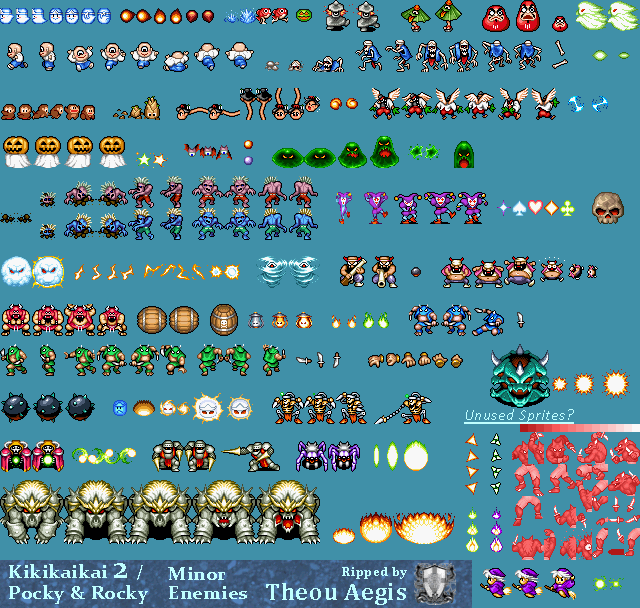 Unused Sprites?
Kikikaikai 2 /
Pocky & Rocky
Minor
Enemies
Ripped by
Theou Aegis